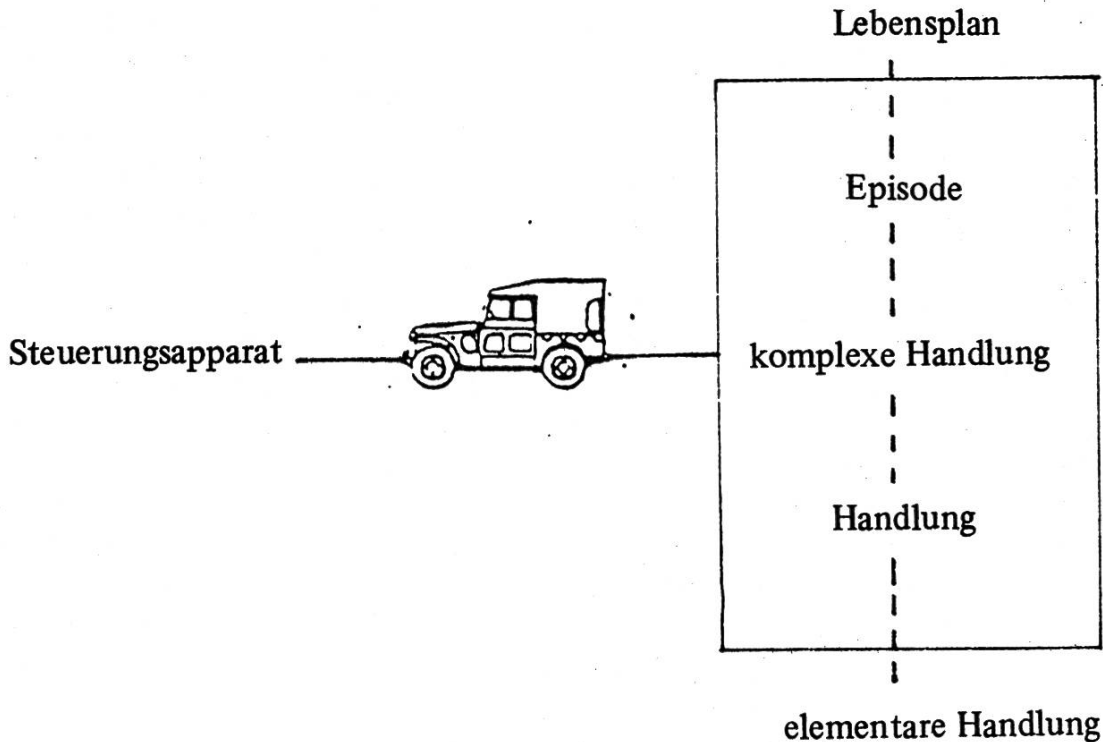 Lebensplan
Episode
Steuerungsapparat
komplexe Handlung
Handlung
elementare Handlung